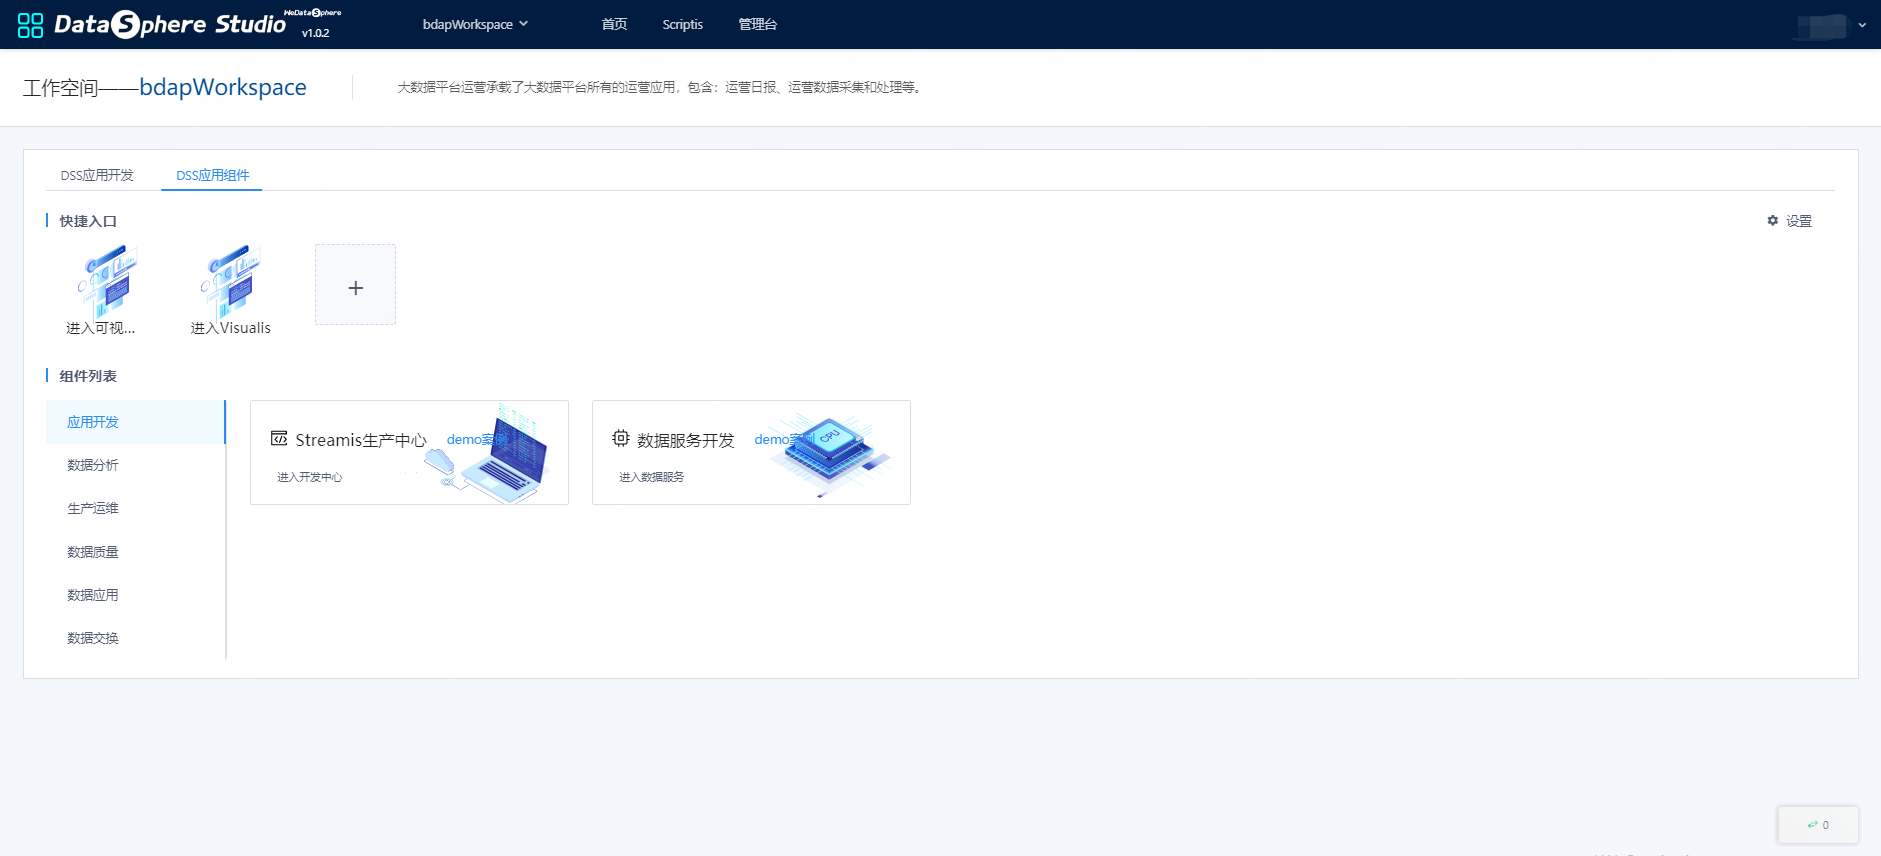 DataSphere Studio
WeDataSphere
v1.0.2
bdapWorkspace
首页
Scriptis
管理台
工作空间——bdapWorkspace
大数据平台运营承载了大数据平台所有的运营应用，包含：运营日报、运营数据采集和处理等。
DSS应用开发
DSS应用组件
快捷入口
设置
进入可视...
进入Visualis
+
组件列表
应用开发
数据分析
生产运维
数据质量
数据应用
数据交换
Streamis生产中心
demo案例
进入开发中心
数据服务开发
demo案例
进入数据服务
CPU
0